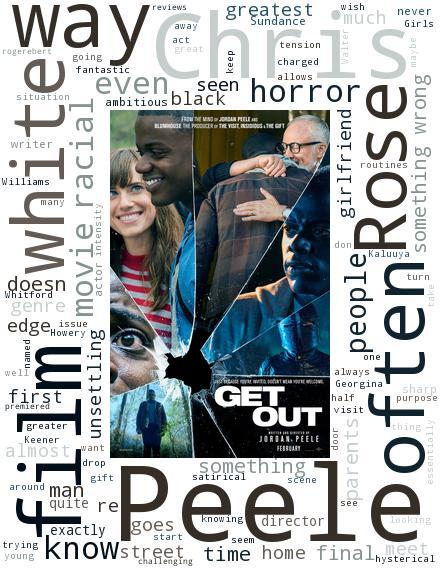 way
reviews
greatest
wish
never
Sundance
much
Girls
away
act
great
Chris
Walter
maybe
rogerebert
going
fantastic
tension
keep
charged
even
seen
allows
horror
ambitious
black
white
situation
writer
Williams
many
movie racial
actor intensity
girlfriend
Rose
something wrong
routines
don
Kaluuya
people
turn
take
often
doesn
Whitford
genre
edge
issue
Howery
named
unsettling
well
first
premiered
film
greater
Keener
almost
one
always
Georgina
half
visit
sharp
purpose
door
parents
thing
essentially
FROM THE MIND OF JORDAN PEELE AND
BLUMHOUSE THE PRODUCER OF THE VISIT, INSIDIOUS & THE GIFT
JUST BECAUSE YOU'RE INVITED, DOESN'T MEAN YOU'RE WELCOME.
GET
OUT
WRITTEN AND DIRECTED BY
JORDAN PEELE
FEBRUARY
want
drop
something
gift
satirical
scene
around
man
quite
re
Peele
see
looking
exactly
goes
knowing
director
trying
young
know
start
seem
street
time
home
final
meet
challenging
hysterical